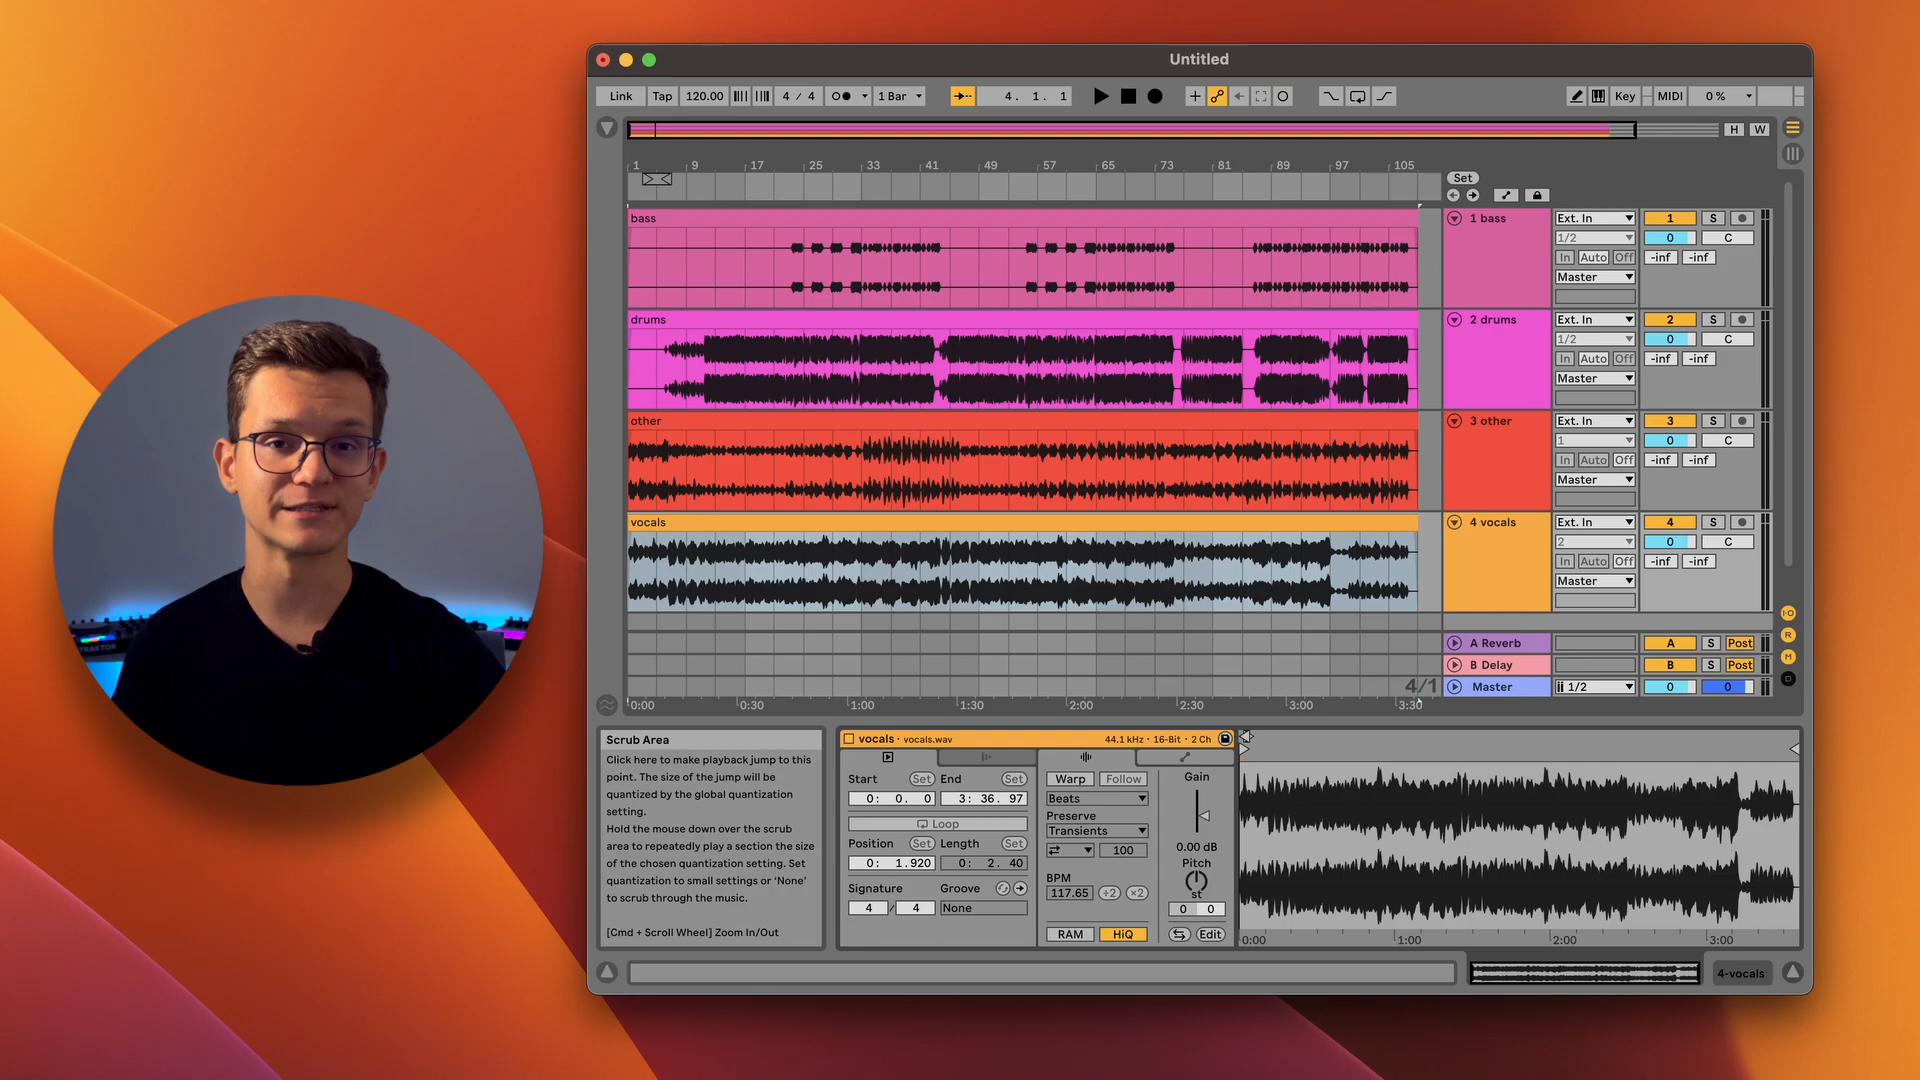 Untitled
Link Tap 120.00 4 / 4 1 Bar 4. 1. 1 Key MIDI 0 %
H W
1 9 17 25 33 41 49 57 65 73 81 89 97 105
Set
bass
1 bass Ext. In 1 S
1/2 0 C
In Auto Off -inf -inf
Master
drums
2 drums Ext. In 2 S
1/2 0 C
In Auto Off -inf -inf
Master
other
3 other Ext. In 3 S
1 0 C
In Auto Off -inf -inf
Master
vocals
4 vocals Ext. In 4 S
2 0 C
In Auto Off -inf -inf
Master
I·O
R
M
D
TRAKTOR
A Reverb A S Post
B Delay B S Post
4/1 Master 1/2 0 0
0:00 0:30 1:00 1:30 2:00 2:30 3:00 3:30
Scrub Area
Click here to make playback jump to this
point. The size of the jump will be
quantized by the global quantization
setting.
Hold the mouse down over the scrub
area to repeatedly play a section the size
of the chosen quantization setting. Set
quantization to small settings or ‘None’
to scrub through the music.
[Cmd + Scroll Wheel] Zoom In/Out
vocals · vocals.wav 44.1 kHz · 16-Bit · 2 Ch
Start Set End Set
0: 0. 0 3: 36. 97
Loop
Position Set Length Set
0: 1.920 0: 2. 40
Signature Groove
4 / 4 None
Warp Follow
Beats
Preserve
Transients
100
BPM
117.65 ÷2 ×2
RAM HiQ
Gain
0.00 dB
Pitch
st
0 0
Edit
0:00 1:00 2:00 3:00
4-vocals